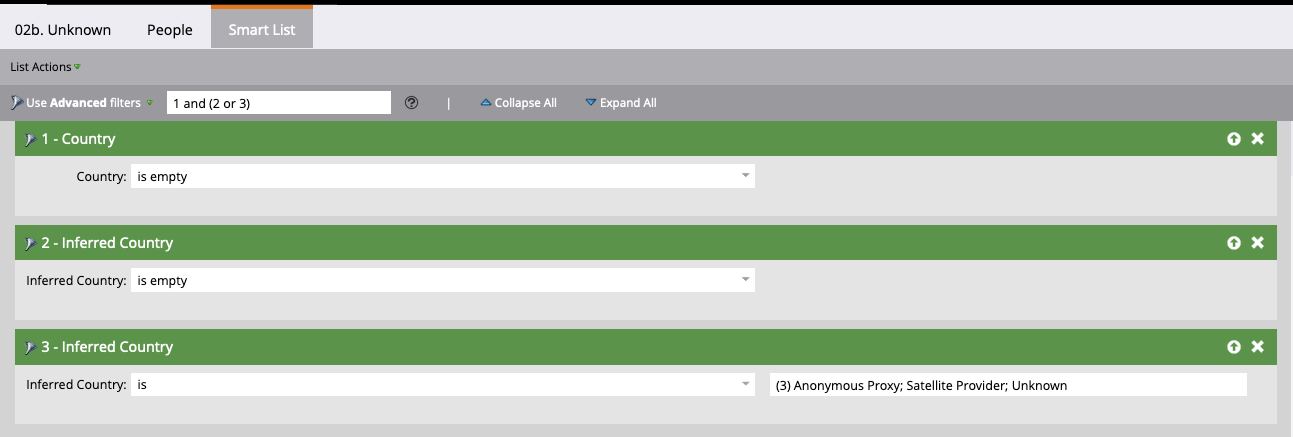 02b. Unknown People Smart List
List Actions
Use Advanced filters 1 and (2 or 3) ? | Collapse All Expand All
1 - Country
Country: is empty
2 - Inferred Country
Inferred Country: is empty
3 - Inferred Country
Inferred Country: is (3) Anonymous Proxy; Satellite Provider; Unknown